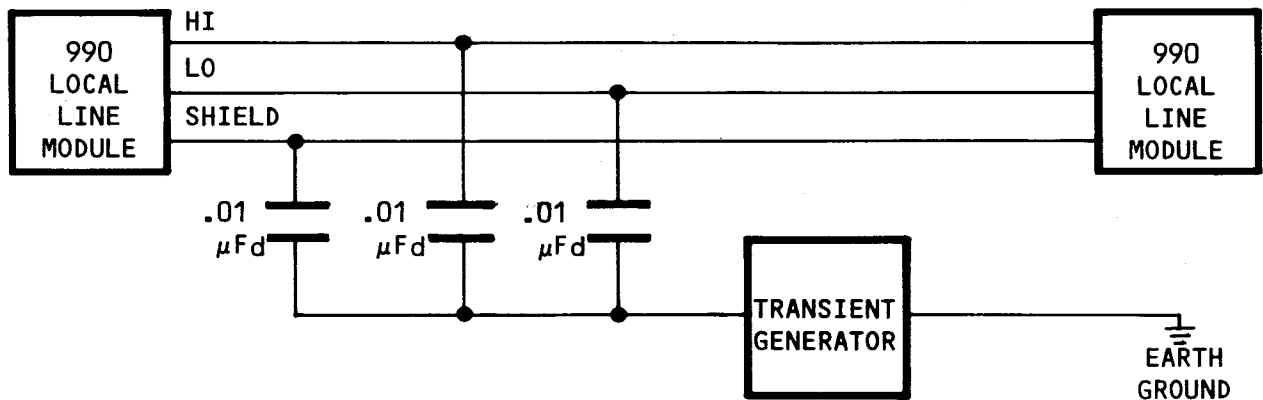 HI
990
LOCAL
LINE
MODULE
LO
SHIELD
990
LOCAL
LINE
MODULE
.01
μFd
.01
μFd
.01
μFd
TRANSIENT
GENERATOR
EARTH
GROUND